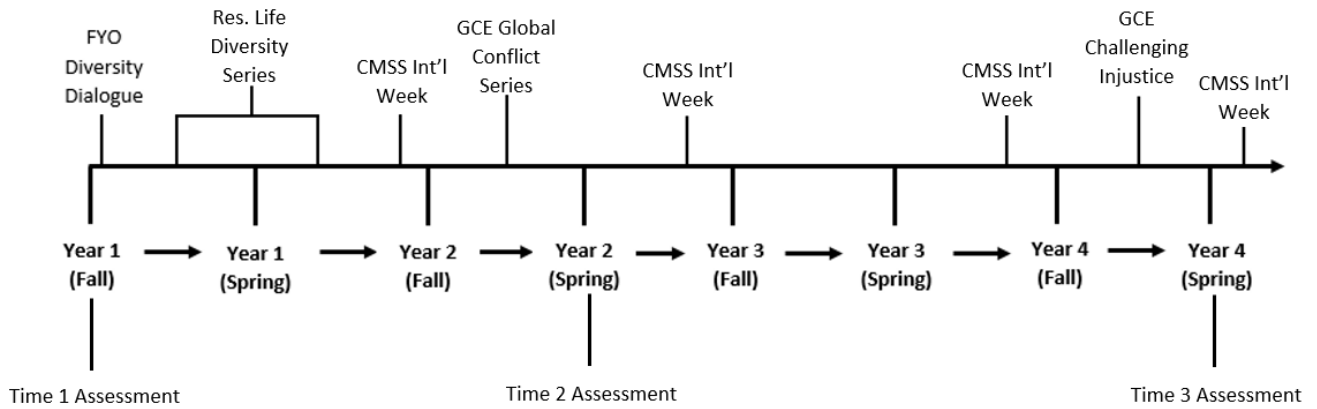 FYO
Diversity
Dialogue
Res. Life
Diversity
Series
CMSS Int'l
Week
GCE Global
Conflict
Series
CMSS Int'l
Week
CMSS Int'l
Week
GCE
Challenging
Injustice
CMSS Int'l
Week
Year 1
(Fall)
Year 1
(Spring)
Year 2
(Fall)
Year 2
(Spring)
Year 3
(Fall)
Year 3
(Spring)
Year 4
(Fall)
Year 4
(Spring)
Time 1 Assessment
Time 2 Assessment
Time 3 Assessment